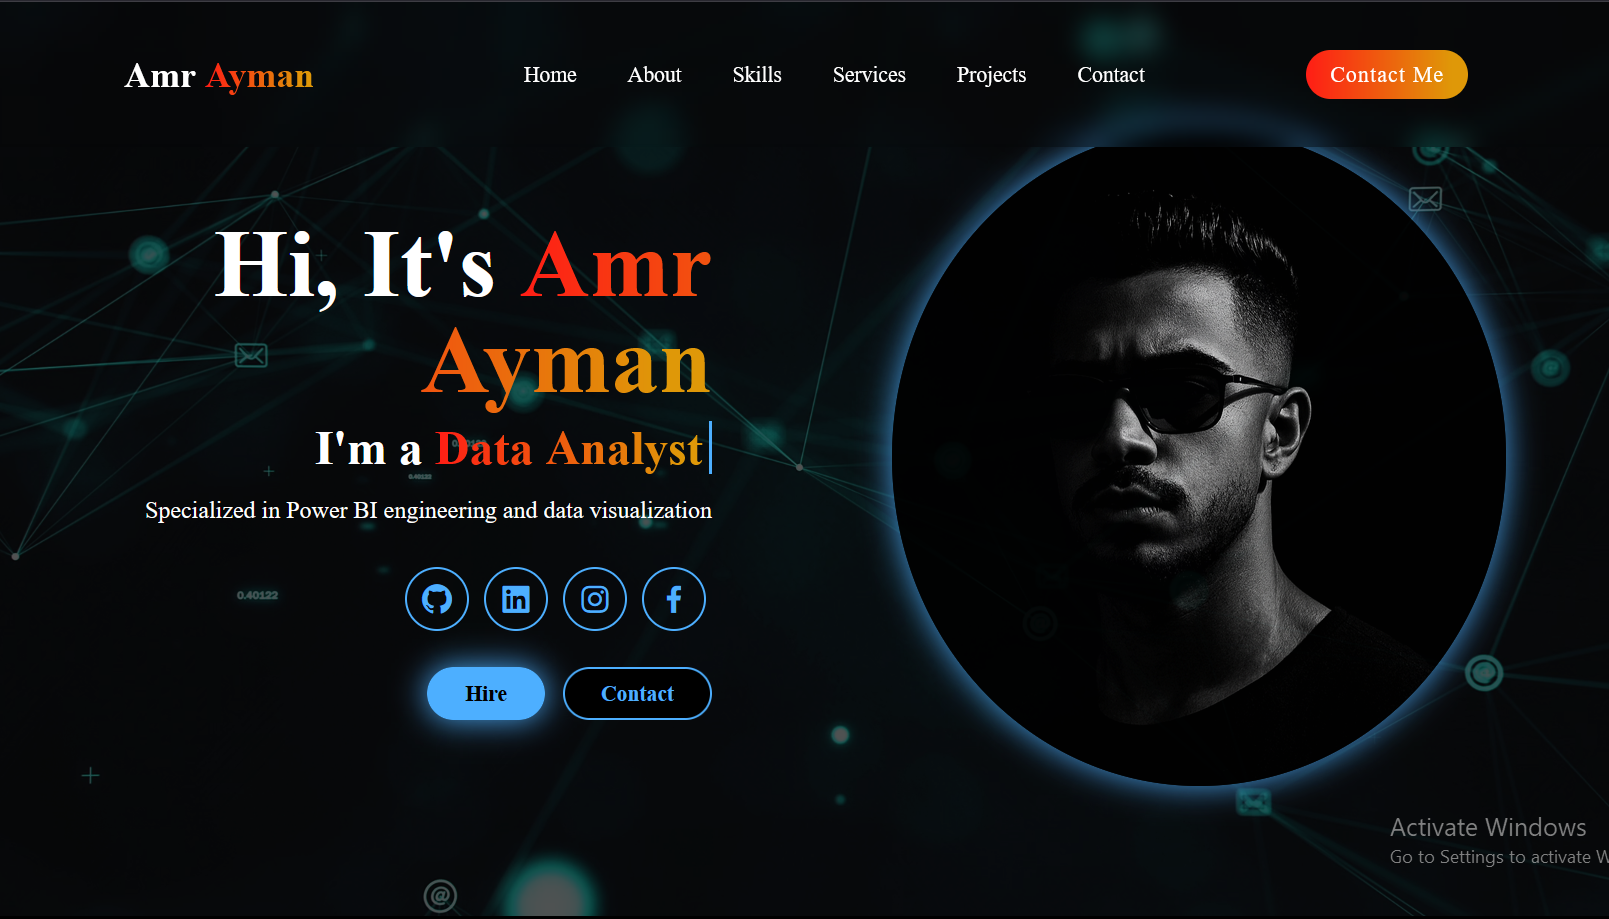 Amr Ayman
Home
About
Skills
Services
Projects
Contact
Contact Me
Hi, It's Amr
Ayman
I'm a Data Analyst
Specialized in Power BI engineering and data visualization
0.40122
Hire
Contact
Activate Windows
Go to Settings to activate W